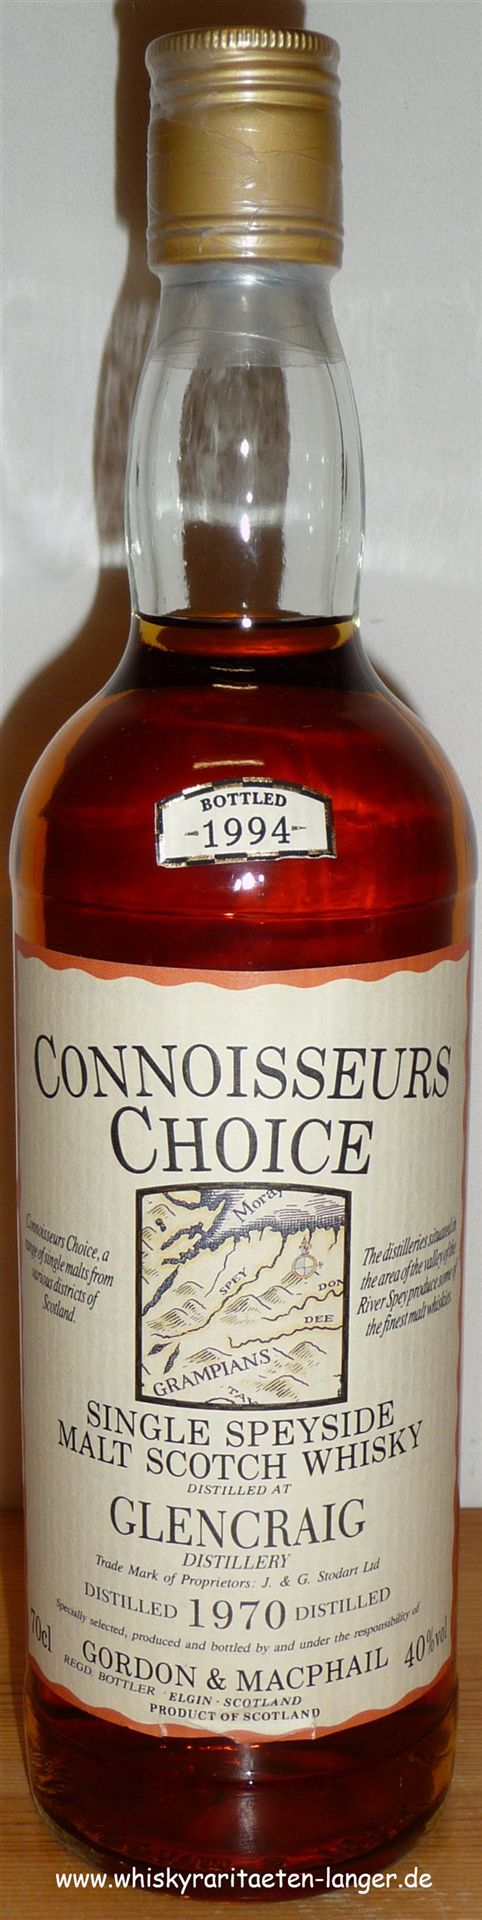 BOTTLED
1994
CONNOISSEURS
CHOICE
Connoisseurs Choice, a
range of single malts from
various districts of
Scotland.
Moray
SPEY
DON
DEE
GRAMPIANS
TAY
The distilleries situated in
the area of the valley of the
River Spey produce some of
the finest malt whiskies.
SINGLE SPEYSIDE
MALT SCOTCH WHISKY
DISTILLED AT
GLENCRAIG
DISTILLERY
Trade Mark of Proprietors: J. & G. Stodart Ltd
DISTILLED 1970 DISTILLED
Specially selected, produced and bottled by and under the responsibility of
70cl GORDON & MACPHAIL 40%vol
REGD. BOTTLER · ELGIN · SCOTLAND
PRODUCT OF SCOTLAND
www.whiskyraritaeten-langer.de